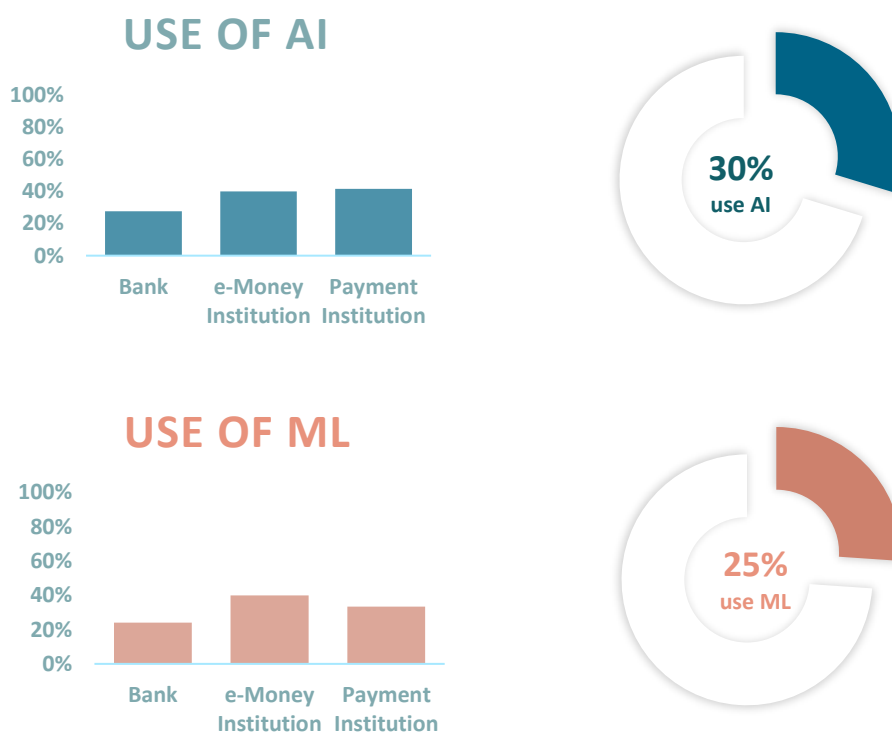 USE OF AI
100%
80%
60%
40%
20%
0%
Bank
e-Money
Institution
Payment
Institution
30%
use AI
USE OF ML
100%
80%
60%
40%
20%
0%
Bank
e-Money
Institution
Payment
Institution
25%
use ML